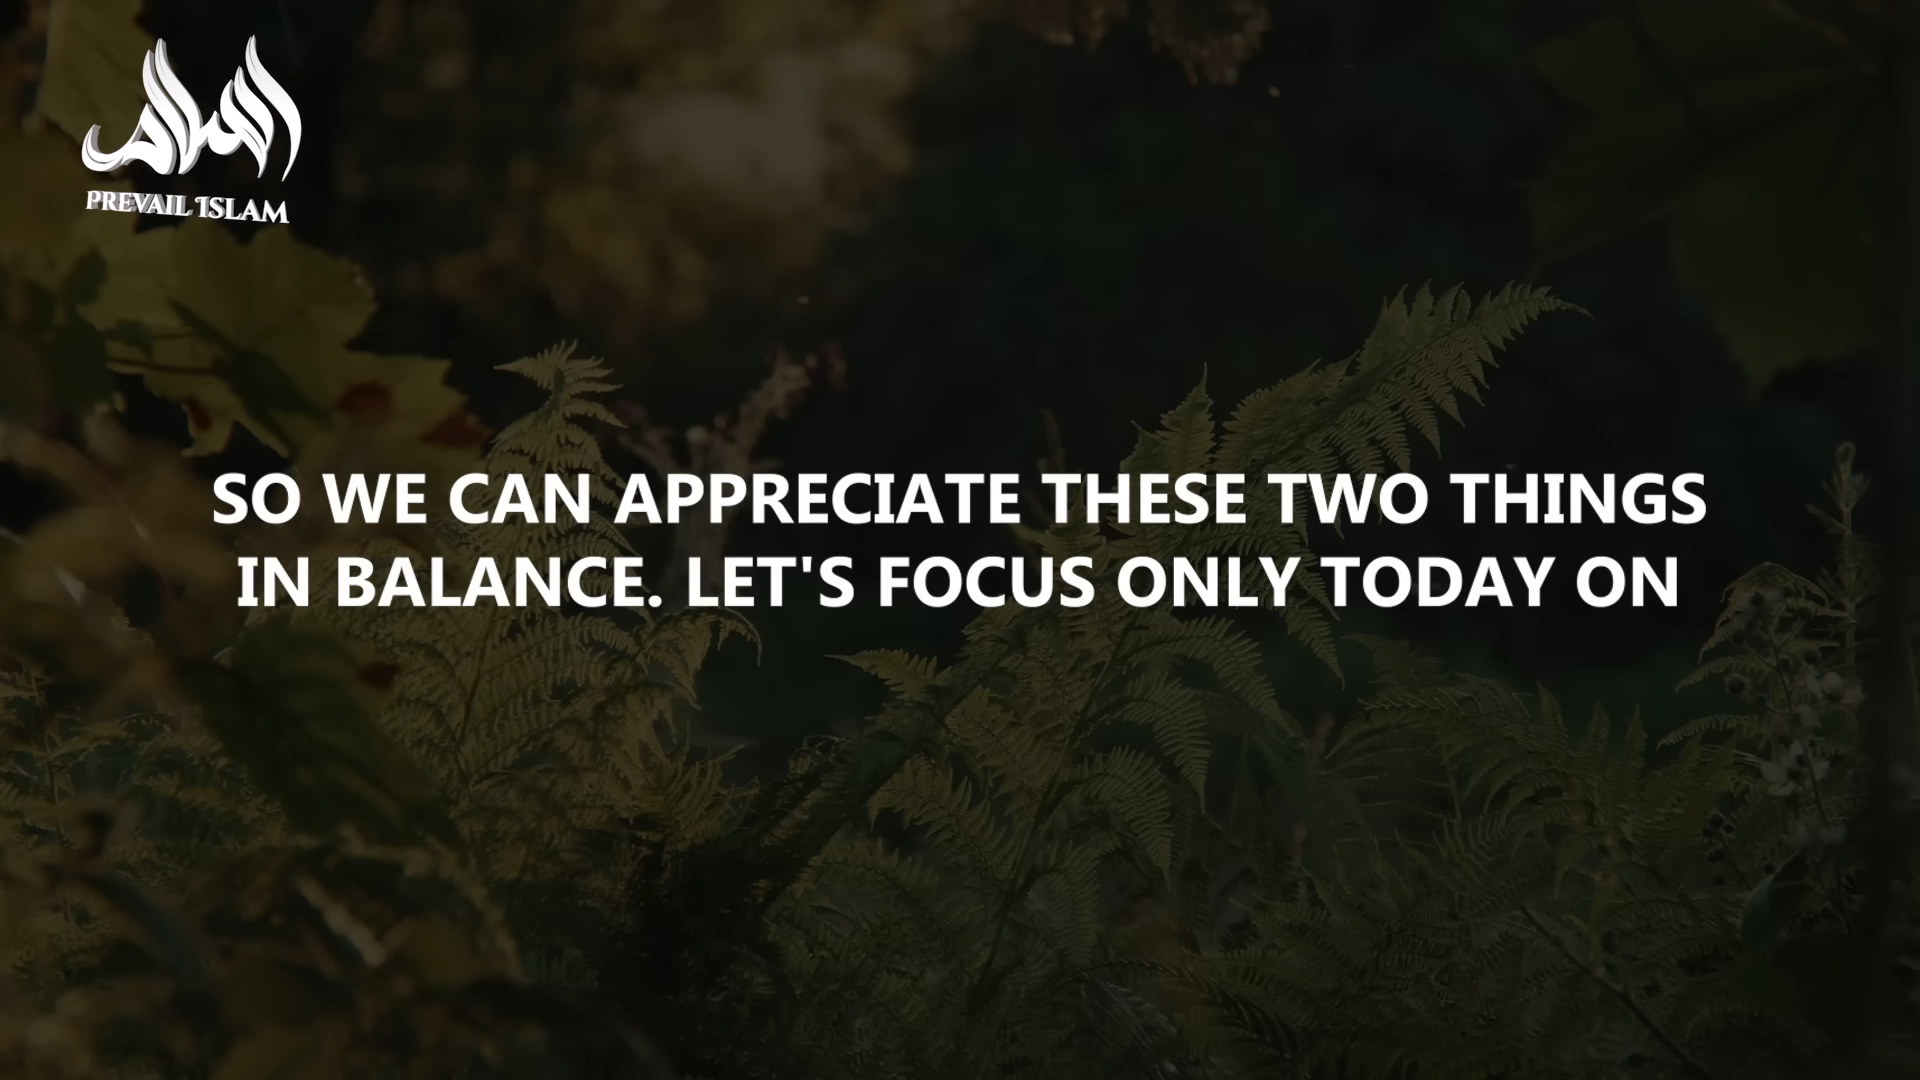 PREVAIL ISLAM
SO WE CAN APPRECIATE THESE TWO THINGS
IN BALANCE. LET'S FOCUS ONLY TODAY ON